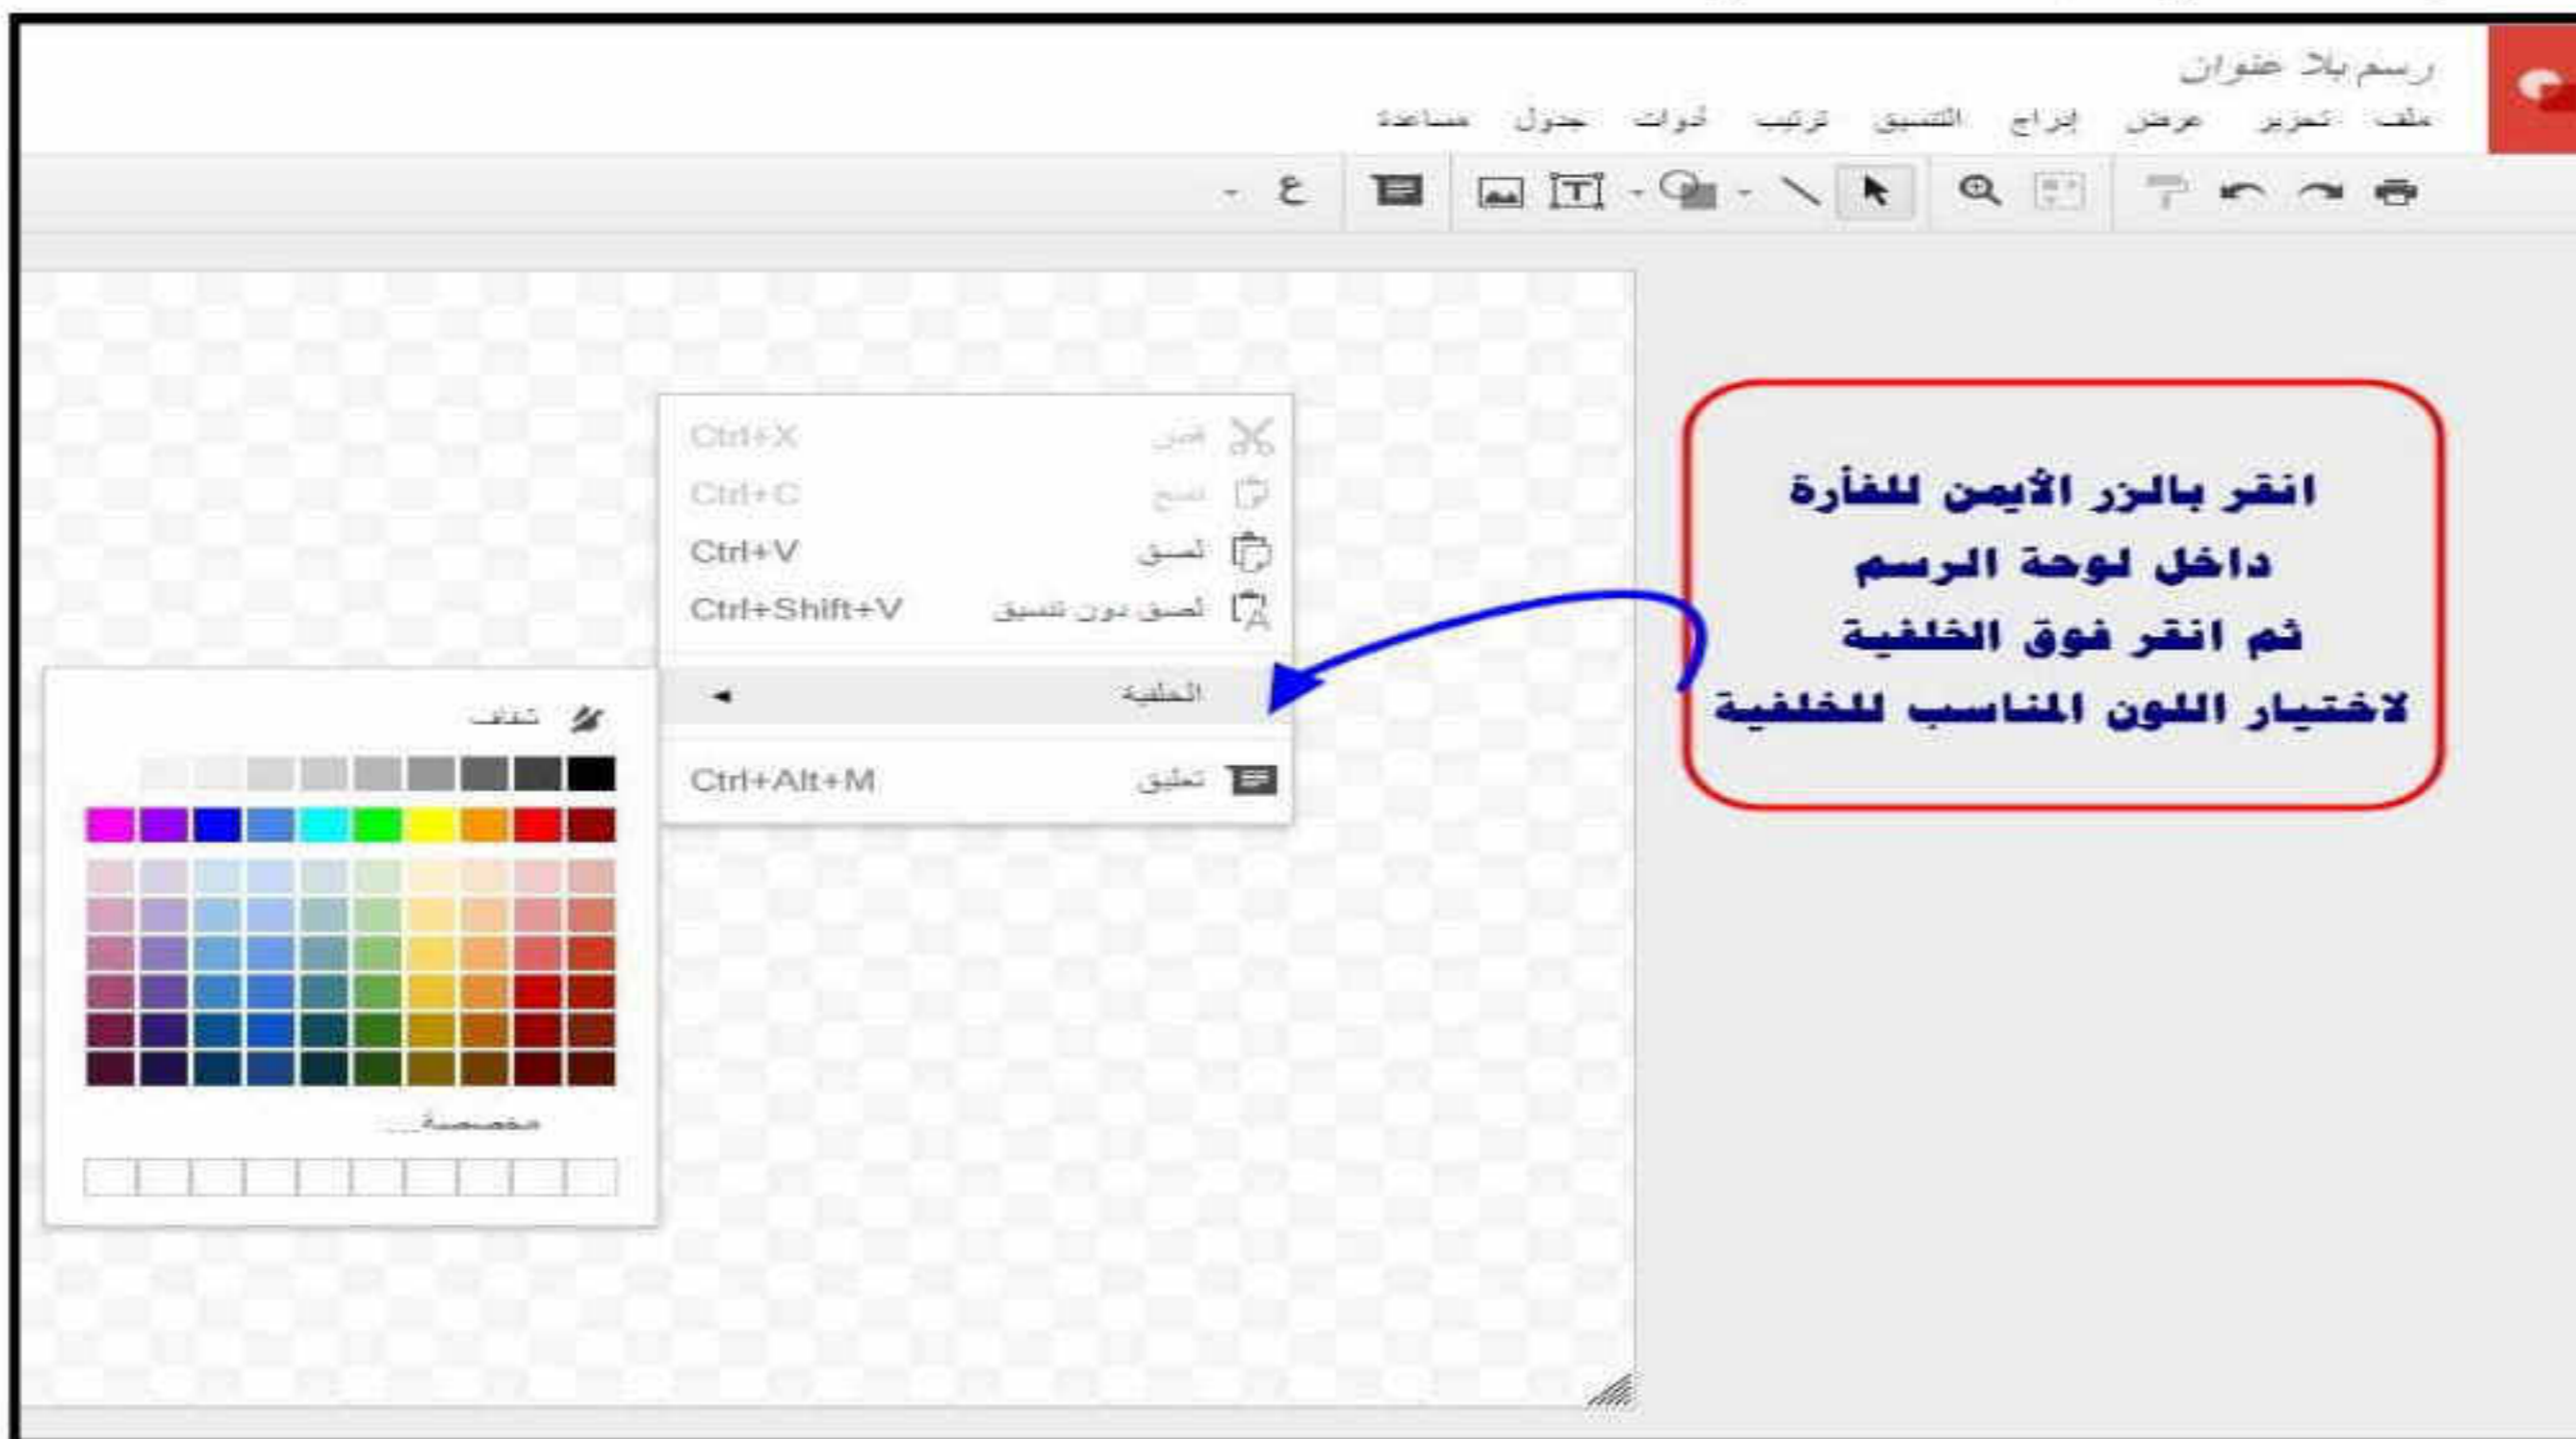 رسم بلا عنوان
ملف تحرير عرض إدراج التنسيق ترتيب أدوات جدول مساعدة
ع
قص Ctrl+X
نسخ Ctrl+C
لصق Ctrl+V
لصق دون تنسيق Ctrl+Shift+V
الخلفية
تعليق Ctrl+Alt+M
شفاف
مخصصة...
انقر بالزر الأيمن للفأرة
داخل لوحة الرسم
ثم انقر فوق الخلفية
لاختيار اللون المناسب للخلفية